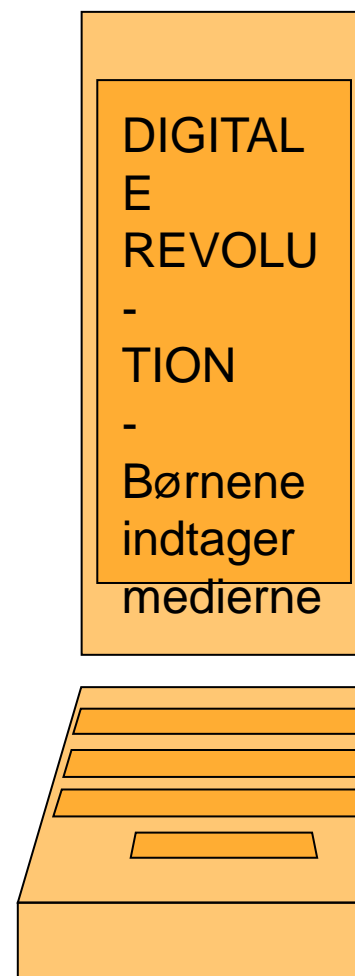 DIGITAL
E
REVOLU
-
TION
-
Børnene
indtager
medierne